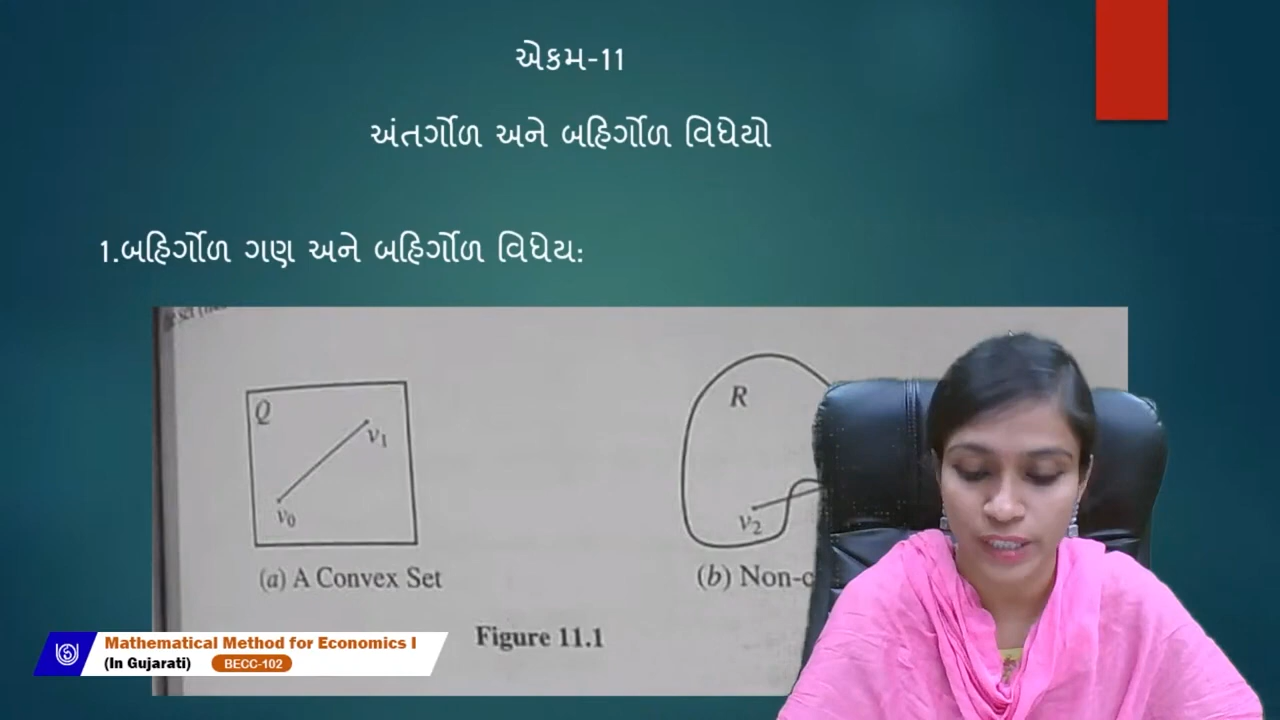 એકમ-11
અંતર્ગોળ અને બહિર્ગોળ વિધેયો
1.બહિર્ગોળ ગણ અને બહિર્ગોળ વિધેય:
Q
v1
v0
R
v2
(a) A Convex Set
(b)
Figure 11.1
Mathematical Method for Economics I
(In Gujarati) BECC-102